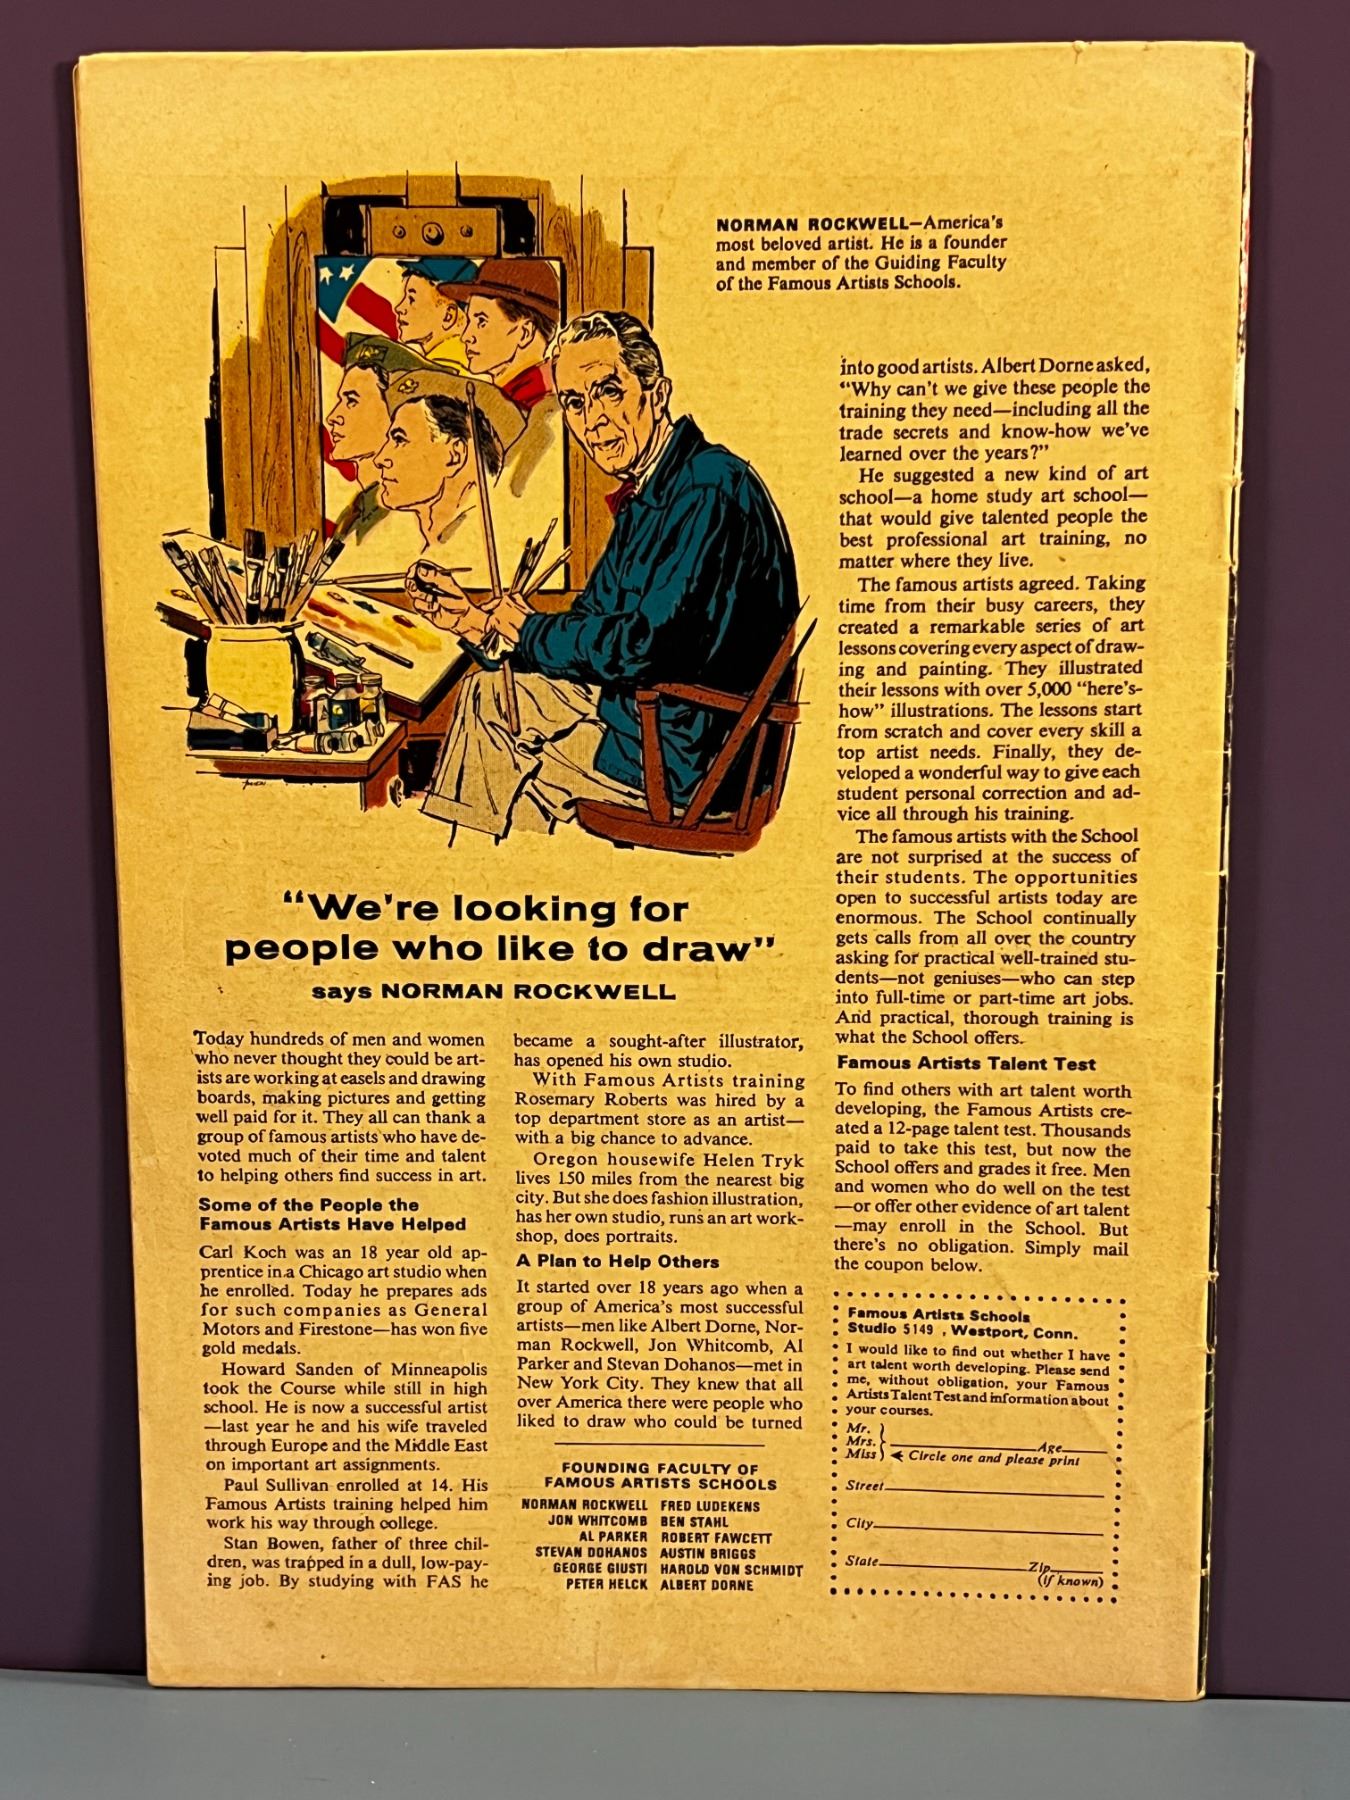 NORMAN ROCKWELL—America's
most beloved artist. He is a founder
and member of the Guiding Faculty
of the Famous Artists Schools.
"We're looking for
people who like to draw"
says NORMAN ROCKWELL
Today hundreds of men and women
who never thought they could be art-
ists are working at easels and drawing
boards, making pictures and getting
well paid for it. They all can thank a
group of famous artists who have de-
voted much of their time and talent
to helping others find success in art.
Some of the People the
Famous Artists Have Helped
Carl Koch was an 18 year old ap-
prentice in a Chicago art studio when
he enrolled. Today he prepares ads
for such companies as General
Motors and Firestone—has won five
gold medals.
Howard Sanden of Minneapolis
took the Course while still in high
school. He is now a successful artist
—last year he and his wife traveled
through Europe and the Middle East
on important art assignments.
Paul Sullivan enrolled at 14. His
Famous Artists training helped him
work his way through college.
Stan Bowen, father of three chil-
dren, was trapped in a dull, low-pay-
ing job. By studying with FAS he
became a sought-after illustrator,
has opened his own studio.
With Famous Artists training
Rosemary Roberts was hired by a
top department store as an artist—
with a big chance to advance.
Oregon housewife Helen Tryk
lives 150 miles from the nearest big
city. But she does fashion illustration,
has her own studio, runs an art work-
shop, does portraits.
A Plan to Help Others
It started over 18 years ago when a
group of America's most successful
artists—men like Albert Dorne, Nor-
man Rockwell, Jon Whitcomb, Al
Parker and Stevan Dohanos—met in
New York City. They knew that all
over America there were people who
liked to draw who could be turned
FOUNDING FACULTY OF
FAMOUS ARTISTS SCHOOLS
NORMAN ROCKWELL FRED LUDEKENS
JON WHITCOMB BEN STAHL
AL PARKER ROBERT FAWCETT
STEVAN DOHANOS AUSTIN BRIGGS
GEORGE GIUSTI HAROLD VON SCHMIDT
PETER HELCK ALBERT DORNE
into good artists. Albert Dorne asked,
"Why can't we give these people the
training they need—including all the
trade secrets and know-how we've
learned over the years?"
He suggested a new kind of art
school—a home study art school—
that would give talented people the
best professional art training, no
matter where they live.
The famous artists agreed. Taking
time from their busy careers, they
created a remarkable series of art
lessons covering every aspect of draw-
ing and painting. They illustrated
their lessons with over 5,000 "here's-
how" illustrations. The lessons start
from scratch and cover every skill a
top artist needs. Finally, they de-
veloped a wonderful way to give each
student personal correction and ad-
vice all through his training.
The famous artists with the School
are not surprised at the success of
their students. The opportunities
open to successful artists today are
enormous. The School continually
gets calls from all over the country
asking for practical well-trained stu-
dents—not geniuses—who can step
into full-time or part-time art jobs.
And practical, thorough training is
what the School offers.
Famous Artists Talent Test
To find others with art talent worth
developing, the Famous Artists cre-
ated a 12-page talent test. Thousands
paid to take this test, but now the
School offers and grades it free. Men
and women who do well on the test
—or offer other evidence of art talent
—may enroll in the School. But
there's no obligation. Simply mail
the coupon below.
Famous Artists Schools
Studio 5149 , Westport, Conn.
I would like to find out whether I have
art talent worth developing. Please send
me, without obligation, your Famous
Artists Talent Test and information about
your courses.
Mr.
Mrs. Age
Miss Circle one and please print
Street
City
State Zip
(if known)